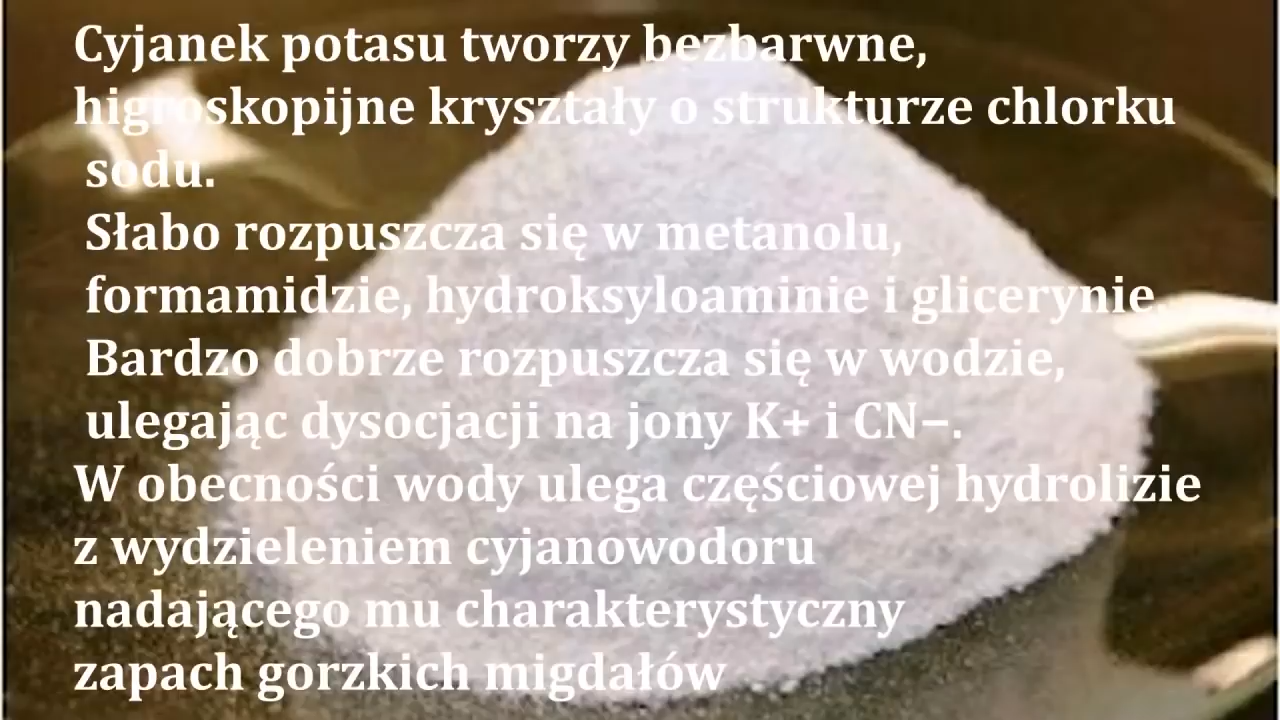 Cyjanek potasu tworzy bezbarwne,
higroskopijne kryształy o strukturze chlorku
sodu.
Słabo rozpuszcza się w metanolu,
formamidzie, hydroksyloaminie i glicerynie.
Bardzo dobrze rozpuszcza się w wodzie,
ulegając dysocjacji na jony K+ i CN−.
W obecności wody ulega częściowej hydrolizie
z wydzieleniem cyjanowodoru
nadającego mu charakterystyczny
zapach gorzkich migdałów